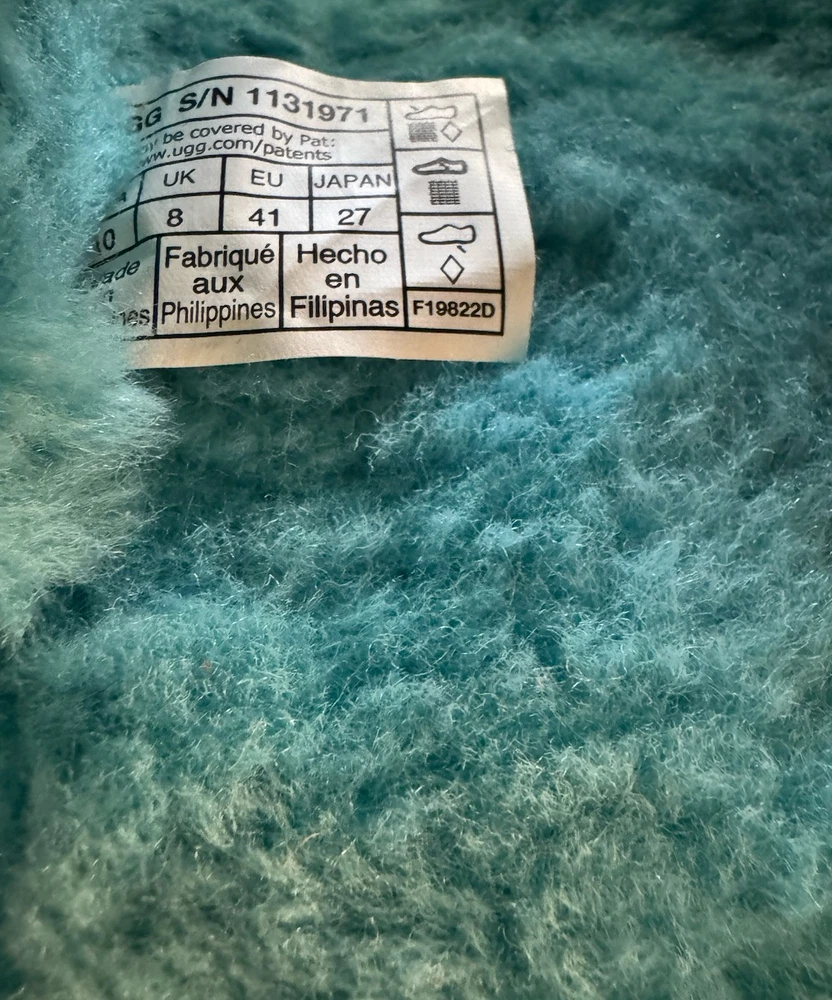 GG S/N 1131971
be covered by Pat:
www.ugg.com/patents
UK EU JAPAN
8 41 27
Fabriqué aux Philippines
Hecho en Filipinas
F19822D